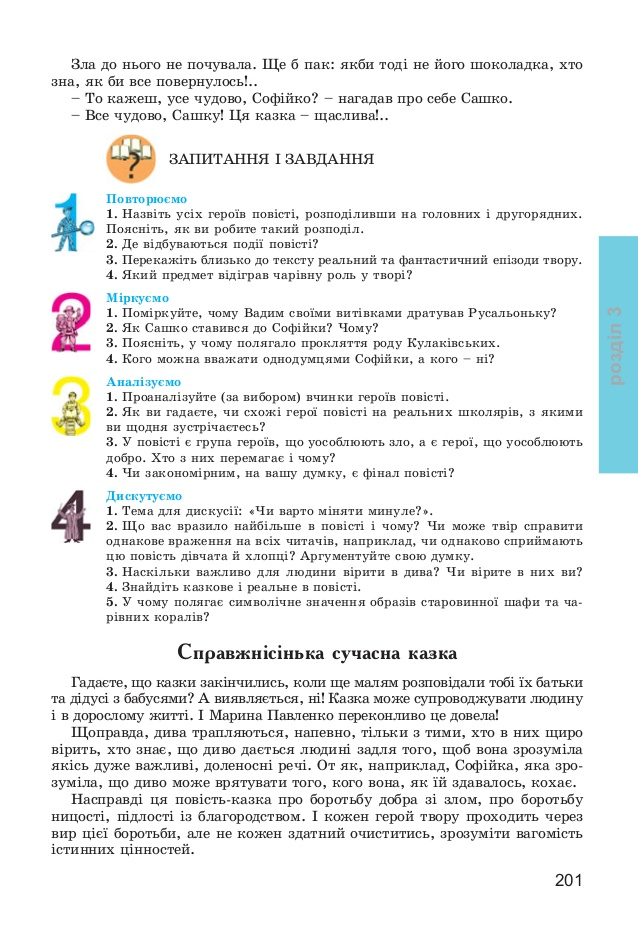 Зла до нього не почувала. Ще б пак: якби тоді не його шоколадка, хто
зна, як би все повернулось!..
– То кажеш, усе чудово, Софійко? – нагадав про себе Сашко.
– Все чудово, Сашку! Ця казка – щаслива!..
ЗАПИТАННЯ І ЗАВДАННЯ
1
Повторюємо
1. Назвіть усіх героїв повісті, розподіливши на головних і другорядних.
Поясніть, як ви робите такий розподіл.
2. Де відбуваються події повісті?
3. Перекажіть близько до тексту реальний та фантастичний епізоди твору.
4. Який предмет відіграв чарівну роль у творі?
2
Міркуємо
1. Поміркуйте, чому Вадим своїми витівками дратував Русальоньку?
2. Як Сашко ставився до Софійки? Чому?
3. Поясніть, у чому полягало прокляття роду Кулаківських.
4. Кого можна вважати однодумцями Софійки, а кого – ні?
3
Аналізуємо
1. Проаналізуйте (за вибором) вчинки героїв повісті.
2. Як ви гадаєте, чи схожі герої повісті на реальних школярів, з якими
ви щодня зустрічаєтесь?
3. У повісті є група героїв, що уособлюють зло, а є герої, що уособлюють
добро. Хто з них перемагає і чому?
4. Чи закономірним, на вашу думку, є фінал повісті?
4
Дискутуємо
1. Тема для дискусії: «Чи варто міняти минуле?».
2. Що вас вразило найбільше в повісті і чому? Чи може твір справити
однакове враження на всіх читачів, наприклад, чи однаково сприймають
цю повість дівчата й хлопці? Аргументуйте свою думку.
3. Наскільки важливо для людини вірити в дива? Чи вірите в них ви?
4. Знайдіть казкове і реальне в повісті.
5. У чому полягає символічне значення образів старовинної шафи та ча-
рівних коралів?
розділ 3
Справжнісінька сучасна казка
Гадаєте, що казки закінчились, коли ще малям розповідали тобі їх батьки
та дідусі з бабусями? А виявляється, ні! Казка може супроводжувати людину
і в дорослому житті. І Марина Павленко переконливо це довела!
Щоправда, дива трапляються, напевно, тільки з тими, хто в них щиро
вірить, хто знає, що диво дається людині задля того, щоб вона зрозуміла
якісь дуже важливі, доленосні речі. От як, наприклад, Софійка, яка зро-
зуміла, що диво може врятувати того, кого вона, як їй здавалось, кохає.
Насправді ця повість-казка про боротьбу добра зі злом, про боротьбу
ницості, підлості із благородством. І кожен герой твору проходить через
вир цієї боротьби, але не кожен здатний очиститись, зрозуміти вагомість
істинних цінностей.
201